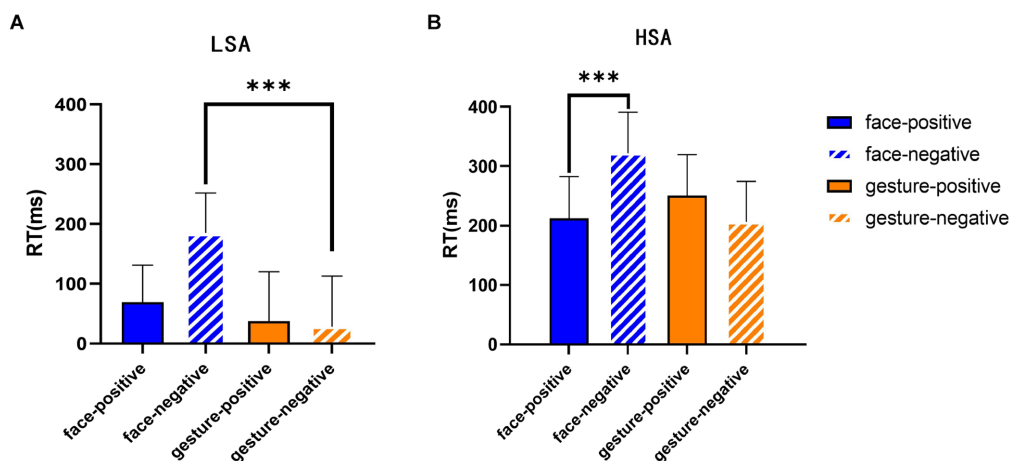 A
LSA
***
RT(ms)
400
300
200
100
0
face-positive
face-negative
gesture-positive
gesture-negative
B
HSA
***
RT(ms)
400
300
200
100
0
face-positive
face-negative
gesture-positive
gesture-negative
face-positive
face-negative
gesture-positive
gesture-negative